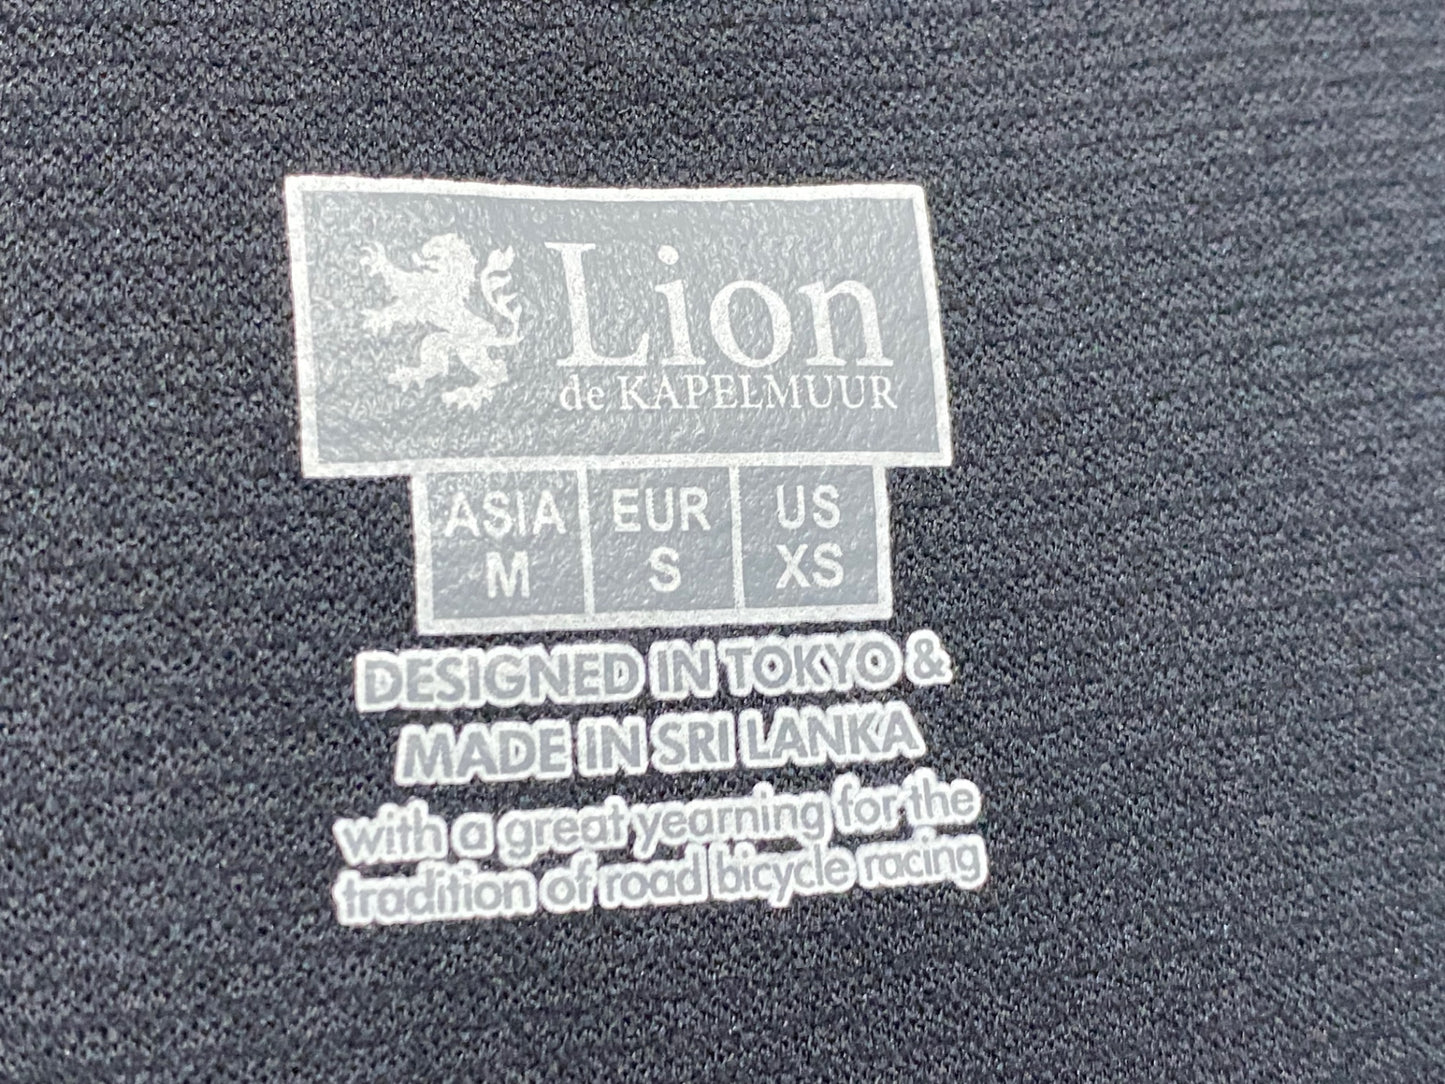 Lion
de KAPELMUUR
ASIA EUR US
M S XS
DESIGNED IN TOKYO &
MADE IN SRI LANKA
with a great yearning for the
tradition of road bicycle racing